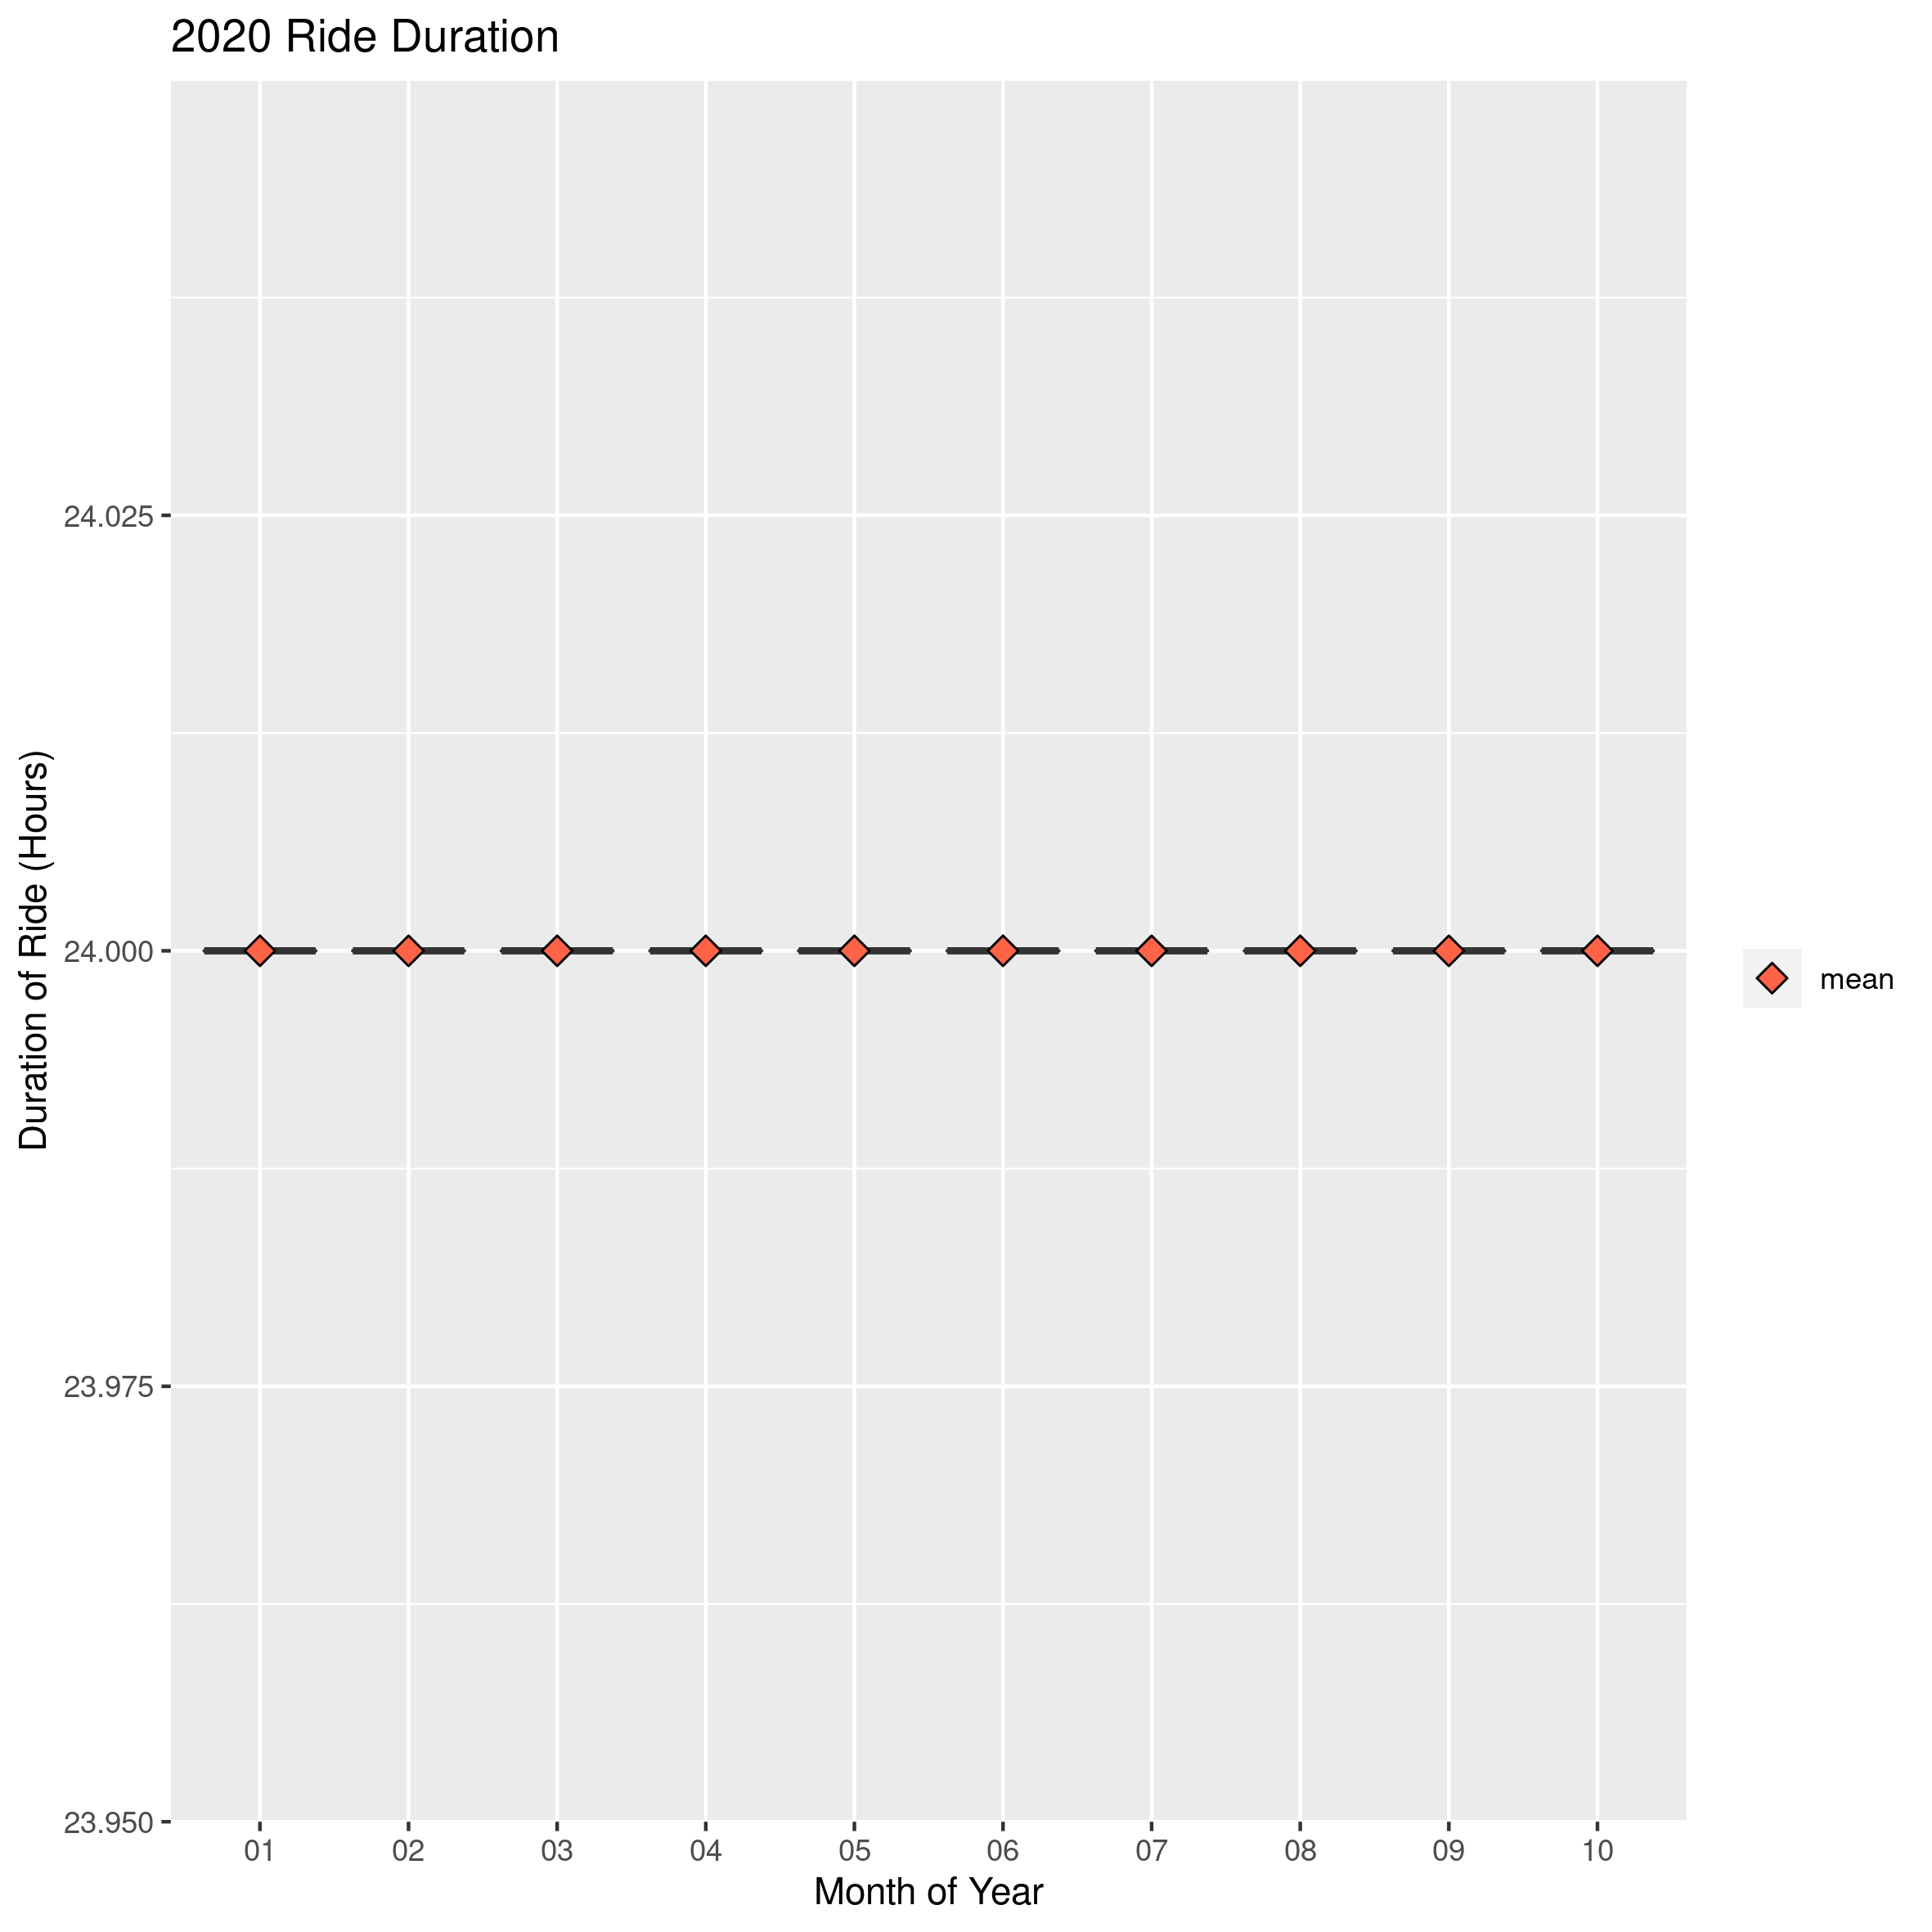 2020 Ride Duration
Duration of Ride (Hours)
24.025
24.000
23.975
23.950
01 02 03 04 05 06 07 08 09 10
Month of Year
mean